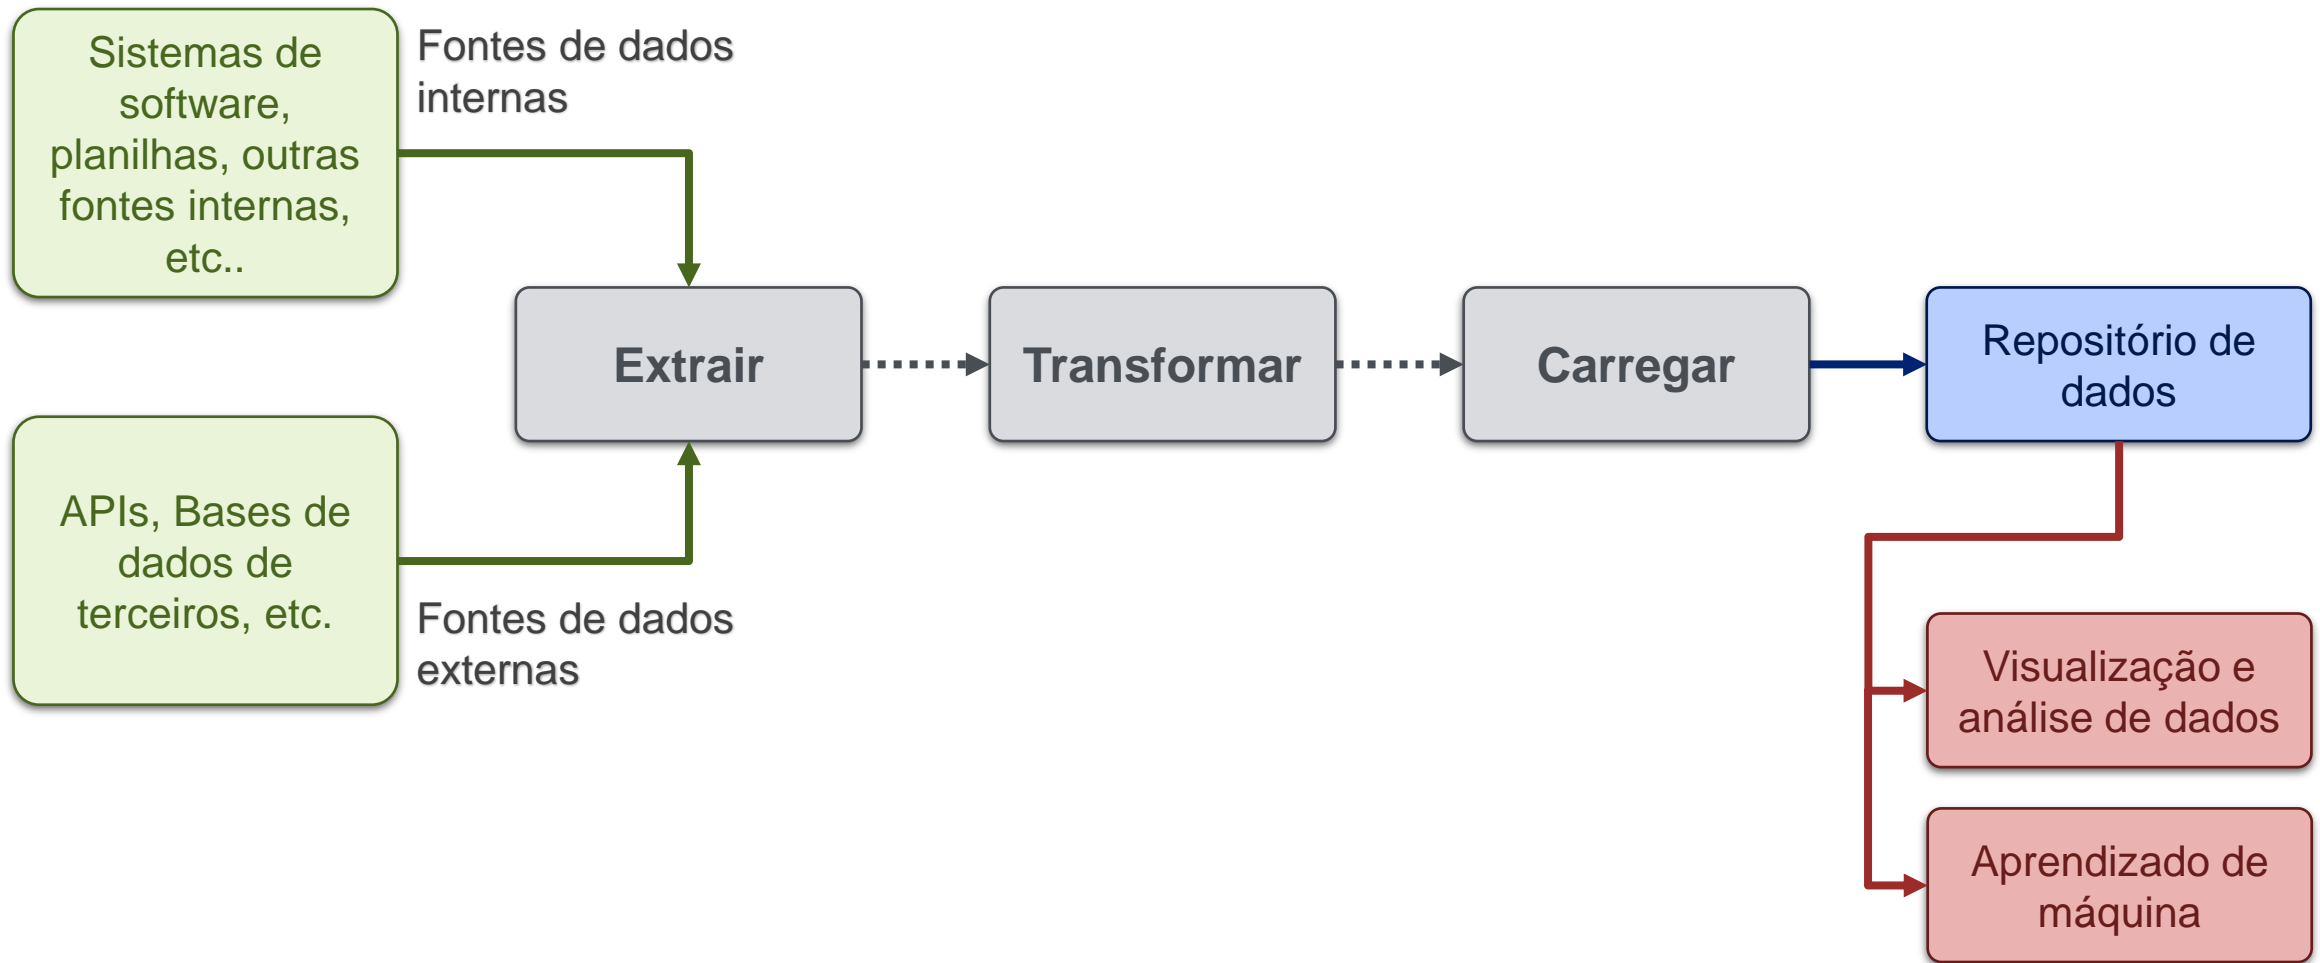 Sistemas de
software,
planilhas, outras
fontes internas,
etc..
Fontes de dados
internas
Extrair
Transformar
Carregar
Repositório de
dados
APIs, Bases de
dados de
terceiros, etc.
Fontes de dados
externas
Visualização e
análise de dados
Aprendizado de
máquina